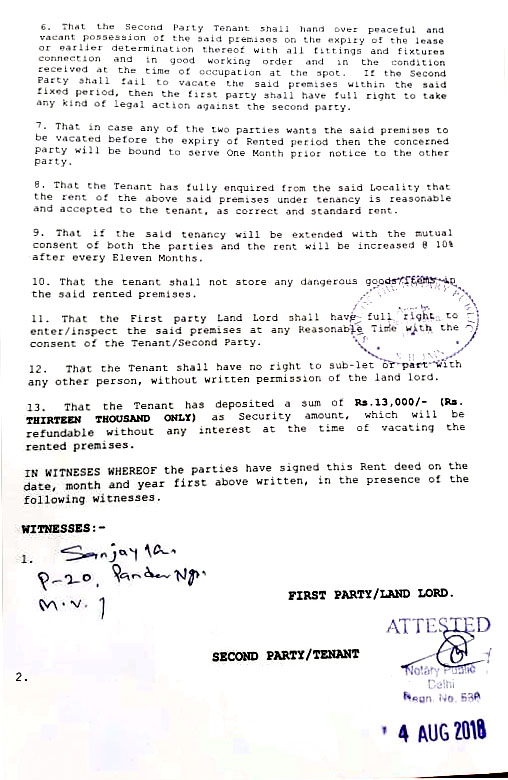 6. That the Second Party Tenant shall hand over peaceful and
vacant possession of the said premises on the expiry of the lease
or earlier determination thereof with all fittings and fixtures
connection and in good working order and in the condition
received at the time of occupation at the spot. If the Second
Party shall fail to vacate the said premises within the said
fixed period, then the first party shall have full right to take
any kind of legal action against the second party.
7. That in case any of the two parties wants the said premises to
be vacated before the expiry of Rented period then the concerned
party will be bound to serve One Month prior notice to the other
party.
8. That the Tenant has fully enquired from the said Locality that
the rent of the above said premises under tenancy is reasonable
and accepted to the tenant, as correct and standard rent.
9. That if the said tenancy will be extended with the mutual
consent of both the parties and the rent will be increased @ 10%
after every Eleven Months.
10. That the tenant shall not store any dangerous goods/Items in
the said rented premises.
11. That the First party Land Lord shall have full right to
enter/inspect the said premises at any Reasonable Time with the
consent of the Tenant/Second Party.
12. That the Tenant shall have no right to sub-let or part with
any other person, without written permission of the land lord.
13. That the Tenant has deposited a sum of Rs.13,000/- (Rs.
THIRTEEN THOUSAND ONLY) as Security amount, which will be
refundable without any interest at the time of vacating the
rented premises.
IN WITNESES WHEREOF the parties have signed this Rent deed on the
date, month and year first above written, in the presence of the
following witnesses.
WITNESSES:-
1. Sanjay
P-20,
M.V.
FIRST PARTY/LAND LORD.
ATTESTED
SECOND PARTY/TENANT
Notary Public
Delhi
2.
Regn. No. 538
4 AUG 2018